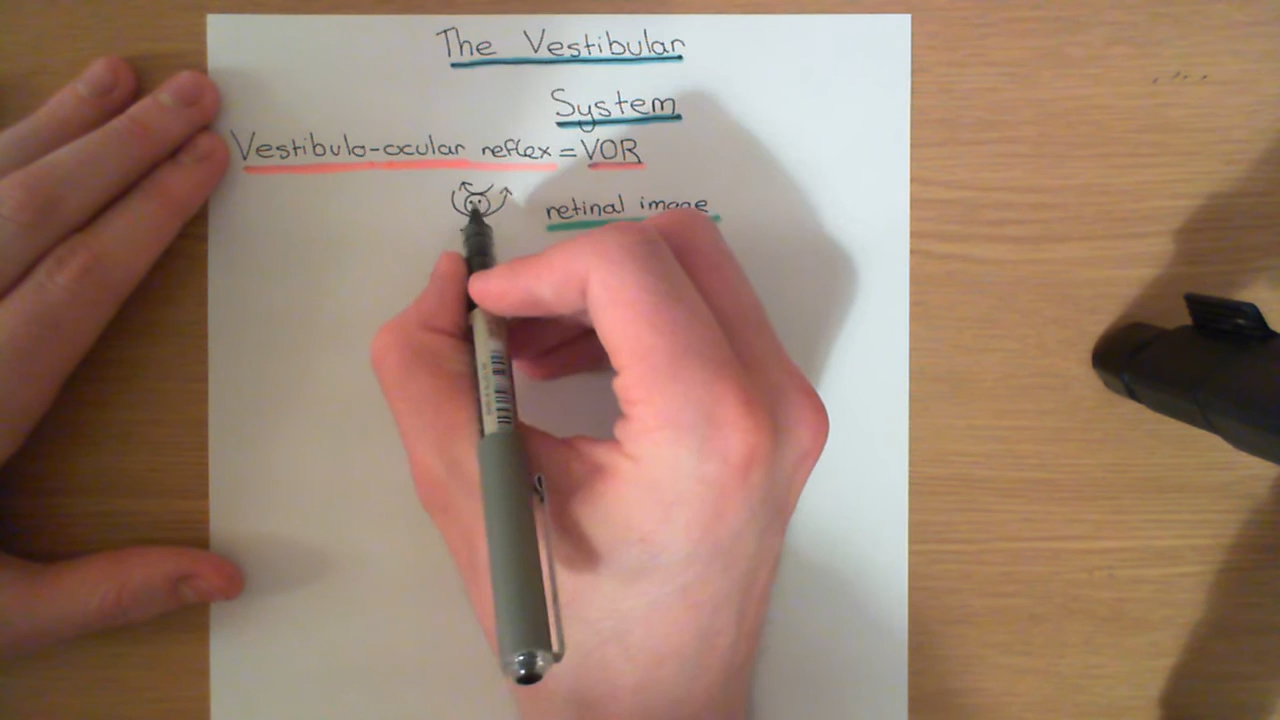 The Vestibular
System
Vestibulo-ocular reflex = VOR
retinal image